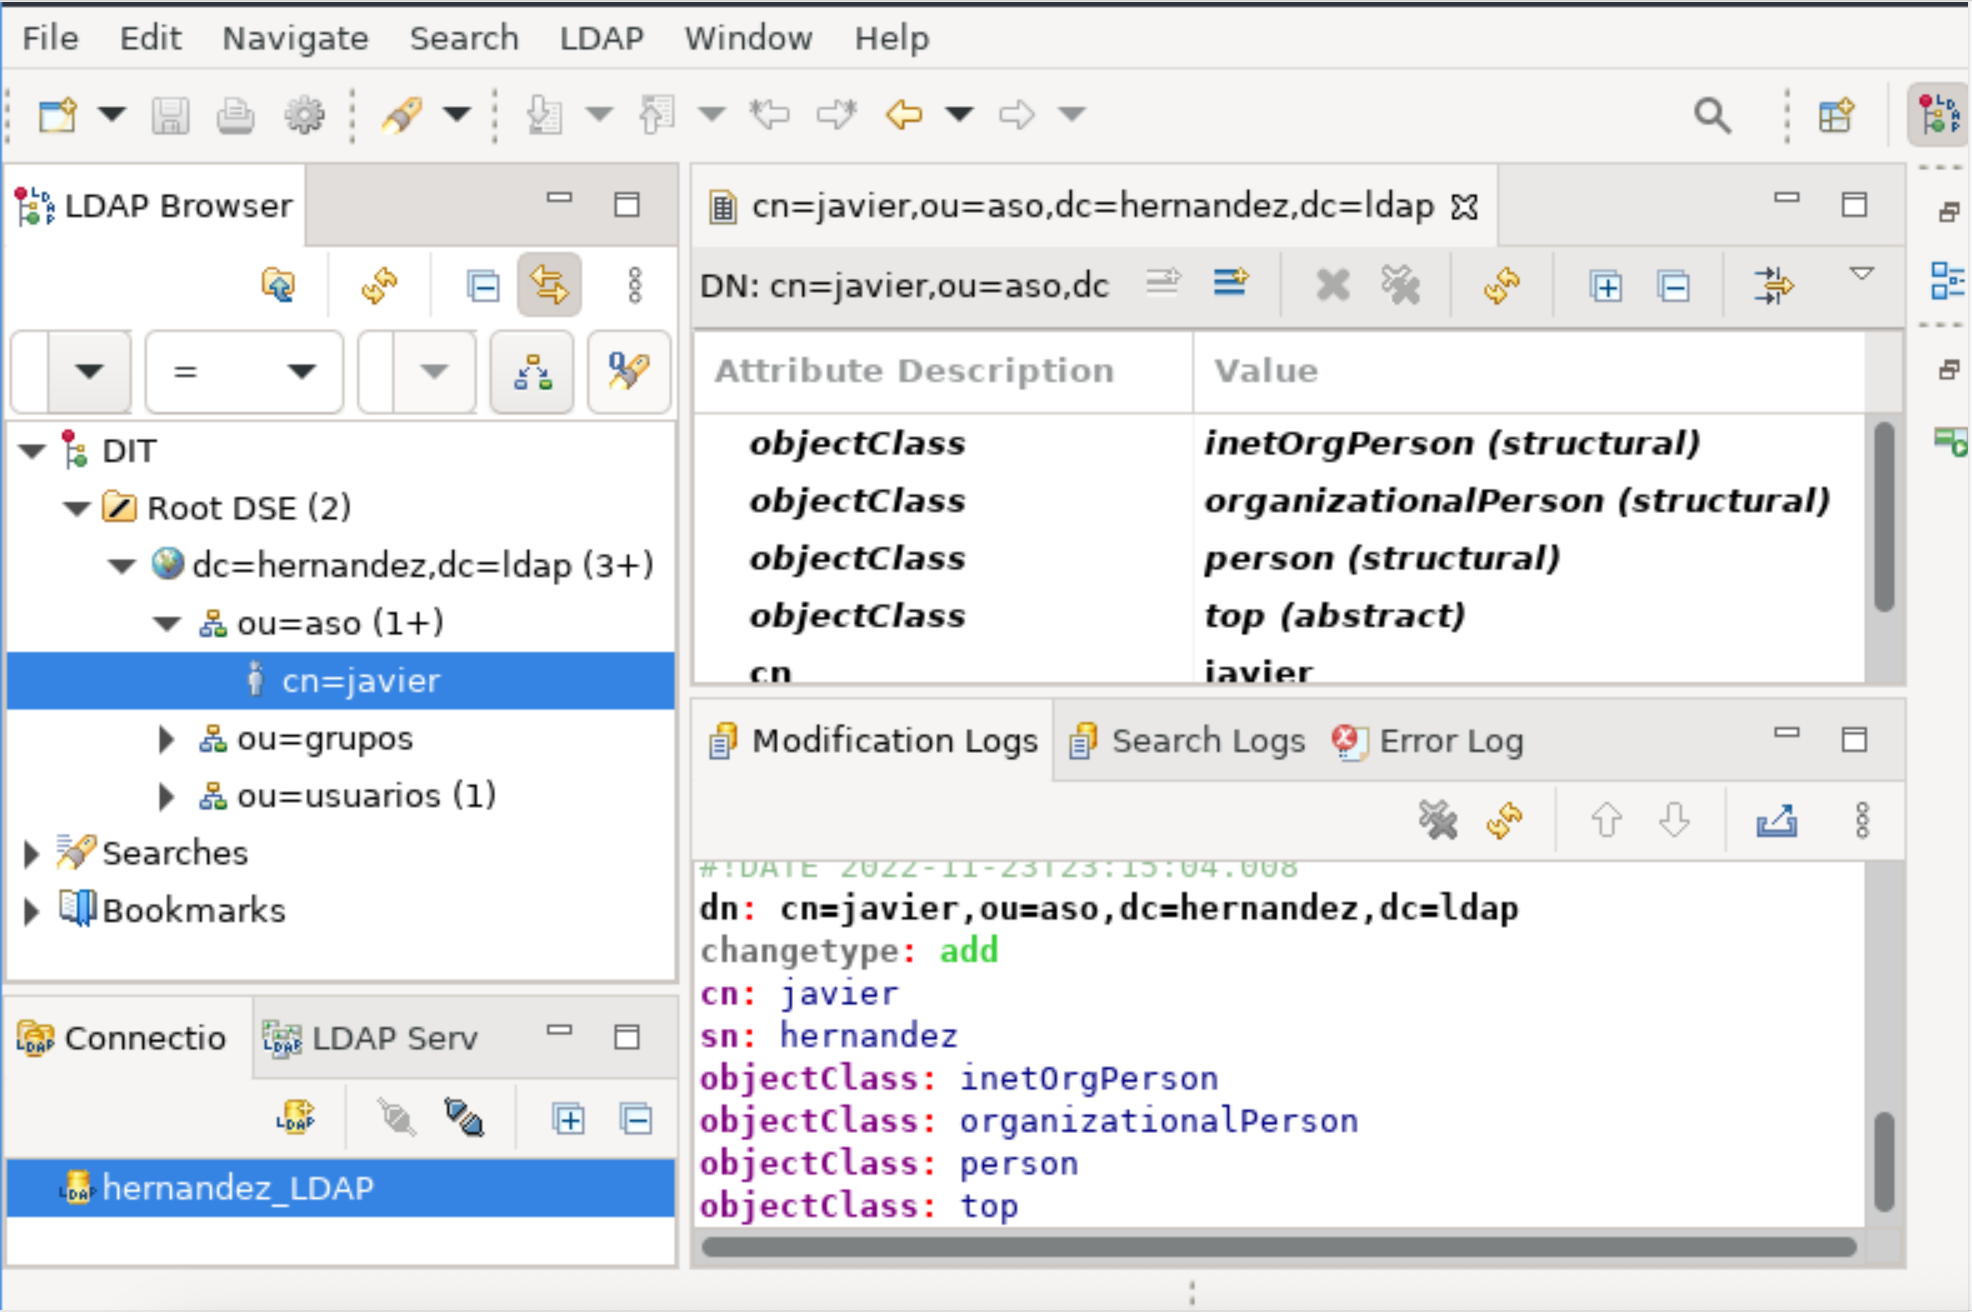 File Edit Navigate Search LDAP Window Help
LDAP Browser
=
DIT
Root DSE (2)
dc=hernandez,dc=ldap (3+)
ou=aso (1+)
cn=javier
ou=grupos
ou=usuarios (1)
Searches
Bookmarks
Connectio LDAP Serv
hernandez_LDAP
cn=javier,ou=aso,dc=hernandez,dc=ldap
DN: cn=javier,ou=aso,dc
Attribute Description Value
objectClass inetOrgPerson (structural)
objectClass organizationalPerson (structural)
objectClass person (structural)
objectClass top (abstract)
cn javier
Modification Logs Search Logs Error Log
#!DATE 2022-11-23T23:15:04.008
dn: cn=javier,ou=aso,dc=hernandez,dc=ldap
changetype: add
cn: javier
sn: hernandez
objectClass: inetOrgPerson
objectClass: organizationalPerson
objectClass: person
objectClass: top